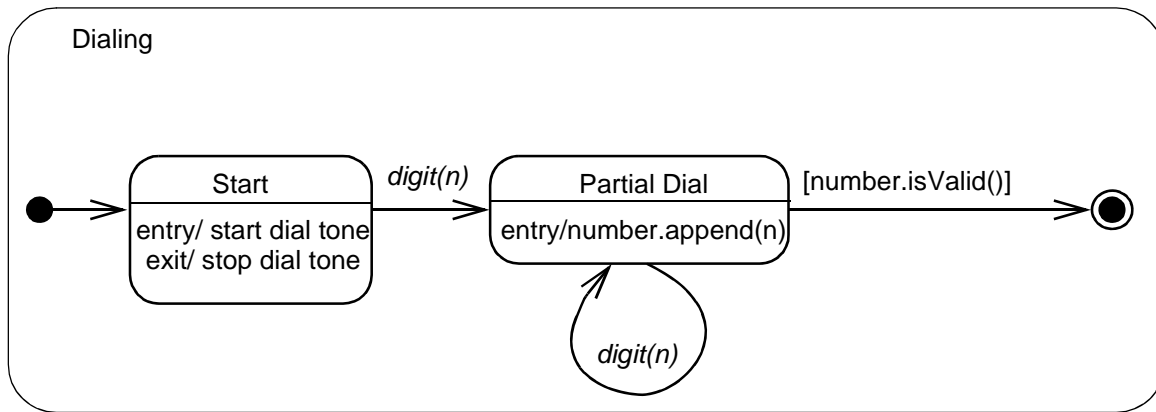 Dialing
Start
entry/ start dial tone
exit/ stop dial tone
digit(n)
Partial Dial
entry/number.append(n)
digit(n)
[number.isValid()]